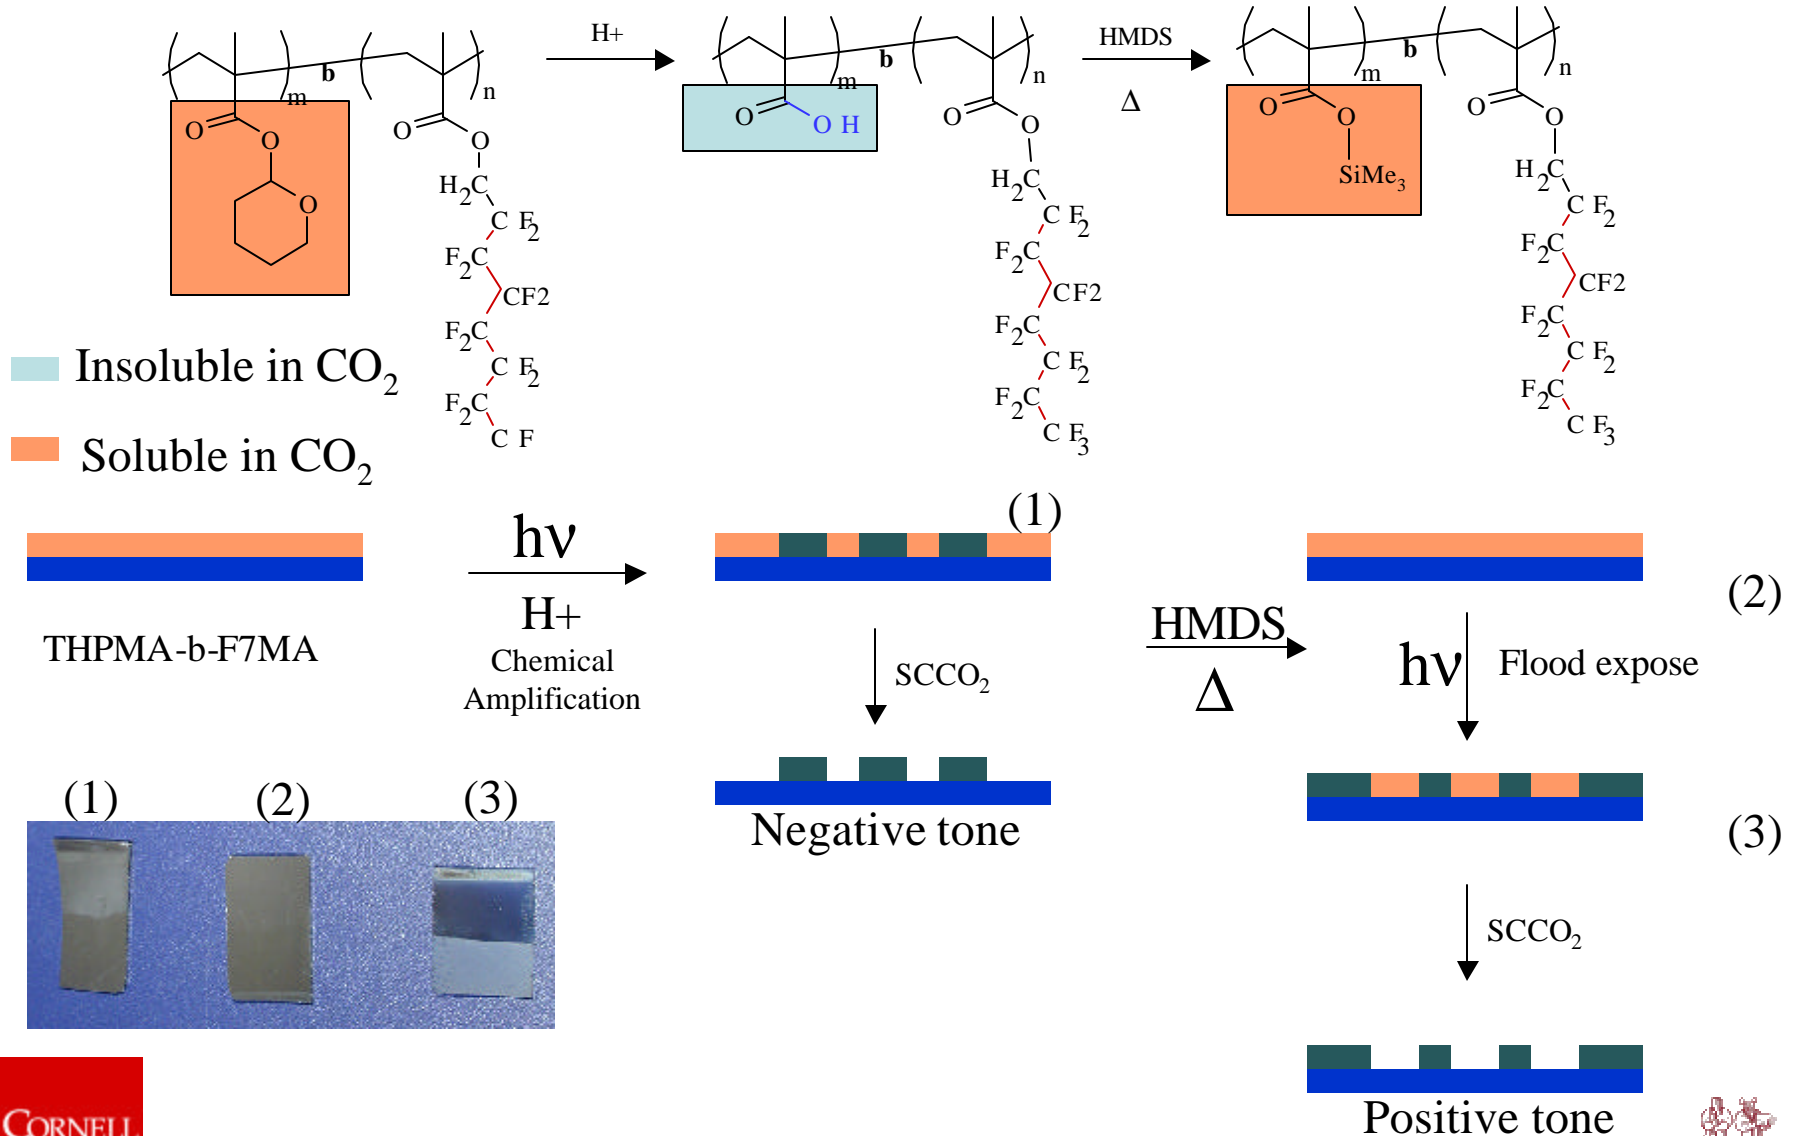 H+
HMDS
Δ
b
m
n
O
O
O
O
O
H₂C
C F₂
F₂C
CF2
F₂C
C F₂
F₂C
C F
b
m
n
O
O H
O
O
H₂C
C F₂
F₂C
CF2
F₂C
C F₂
F₂C
C F₃
b
m
n
O
O
SiMe₃
O
O
H₂C
C F₂
F₂C
CF2
F₂C
C F₂
F₂C
C F₃
Insoluble in CO₂
Soluble in CO₂
THPMA-b-F7MA
hν
H+
Chemical
Amplification
(1)
SCCO₂
Negative tone
HMDS
Δ
(2)
hν
Flood expose
(3)
SCCO₂
Positive tone
(1) (2) (3)
CORNELL